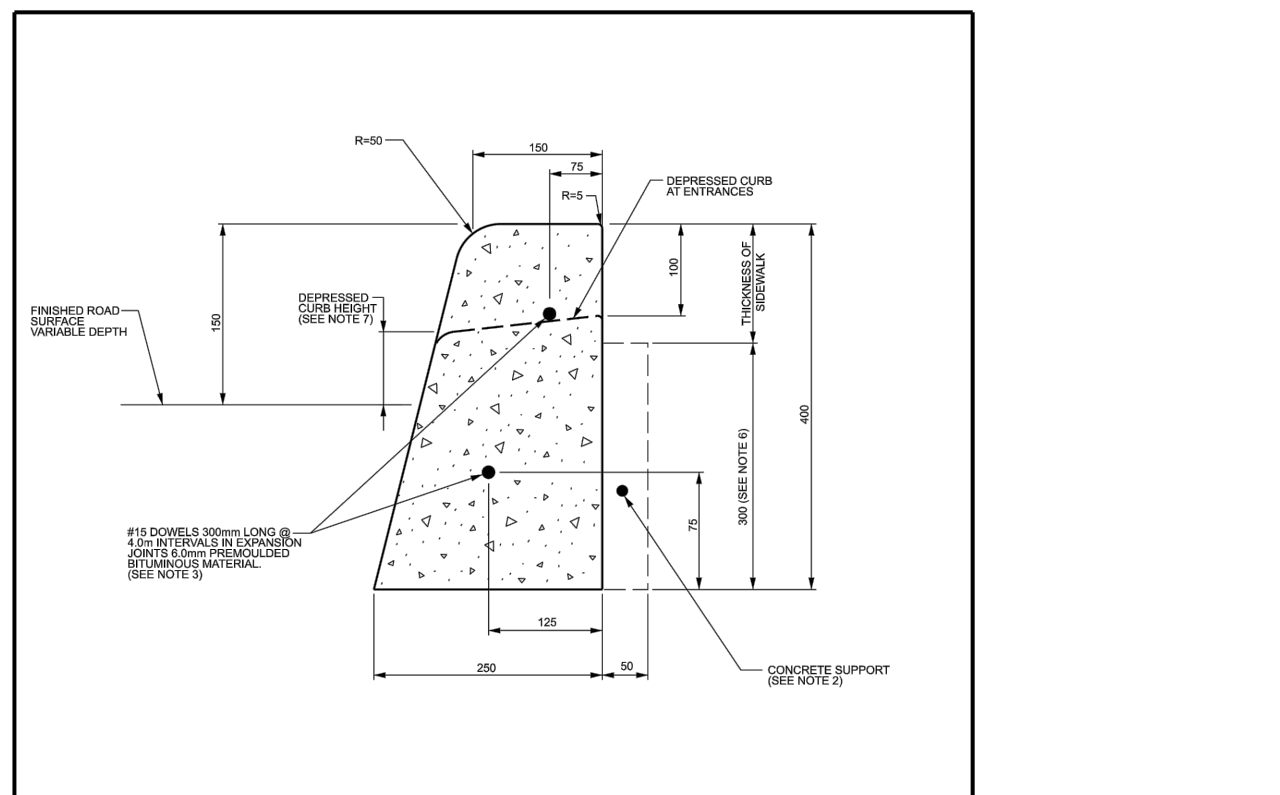 R=50
150
75
DEPRESSED CURB
AT ENTRANCES
R=5
THICKNESS OF
SIDEWALK
100
DEPRESSED
CURB HEIGHT
(SEE NOTE 7)
FINISHED ROAD
SURFACE
VARIABLE DEPTH
150
400
300 (SEE NOTE 6)
75
#15 DOWELS 300mm LONG @
4.0m INTERVALS IN EXPANSION
JOINTS 6.0mm PREMOULDED
BITUMINOUS MATERIAL.
(SEE NOTE 3)
125
250
50
CONCRETE SUPPORT
(SEE NOTE 2)